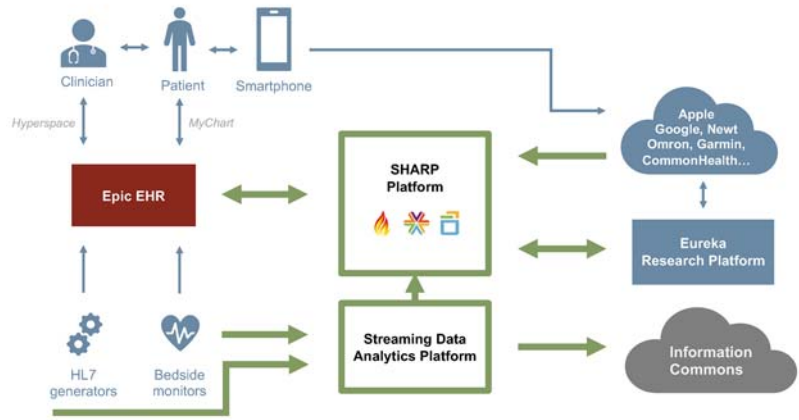 Clinician
Patient
Smartphone
Hyperspace
MyChart
Apple
Google, Newt
Omron, Garmin,
CommonHealth...
SHARP
Platform
Epic EHR
Eureka
Research Platform
Streaming Data
Analytics Platform
Information
Commons
HL7
generators
Bedside
monitors